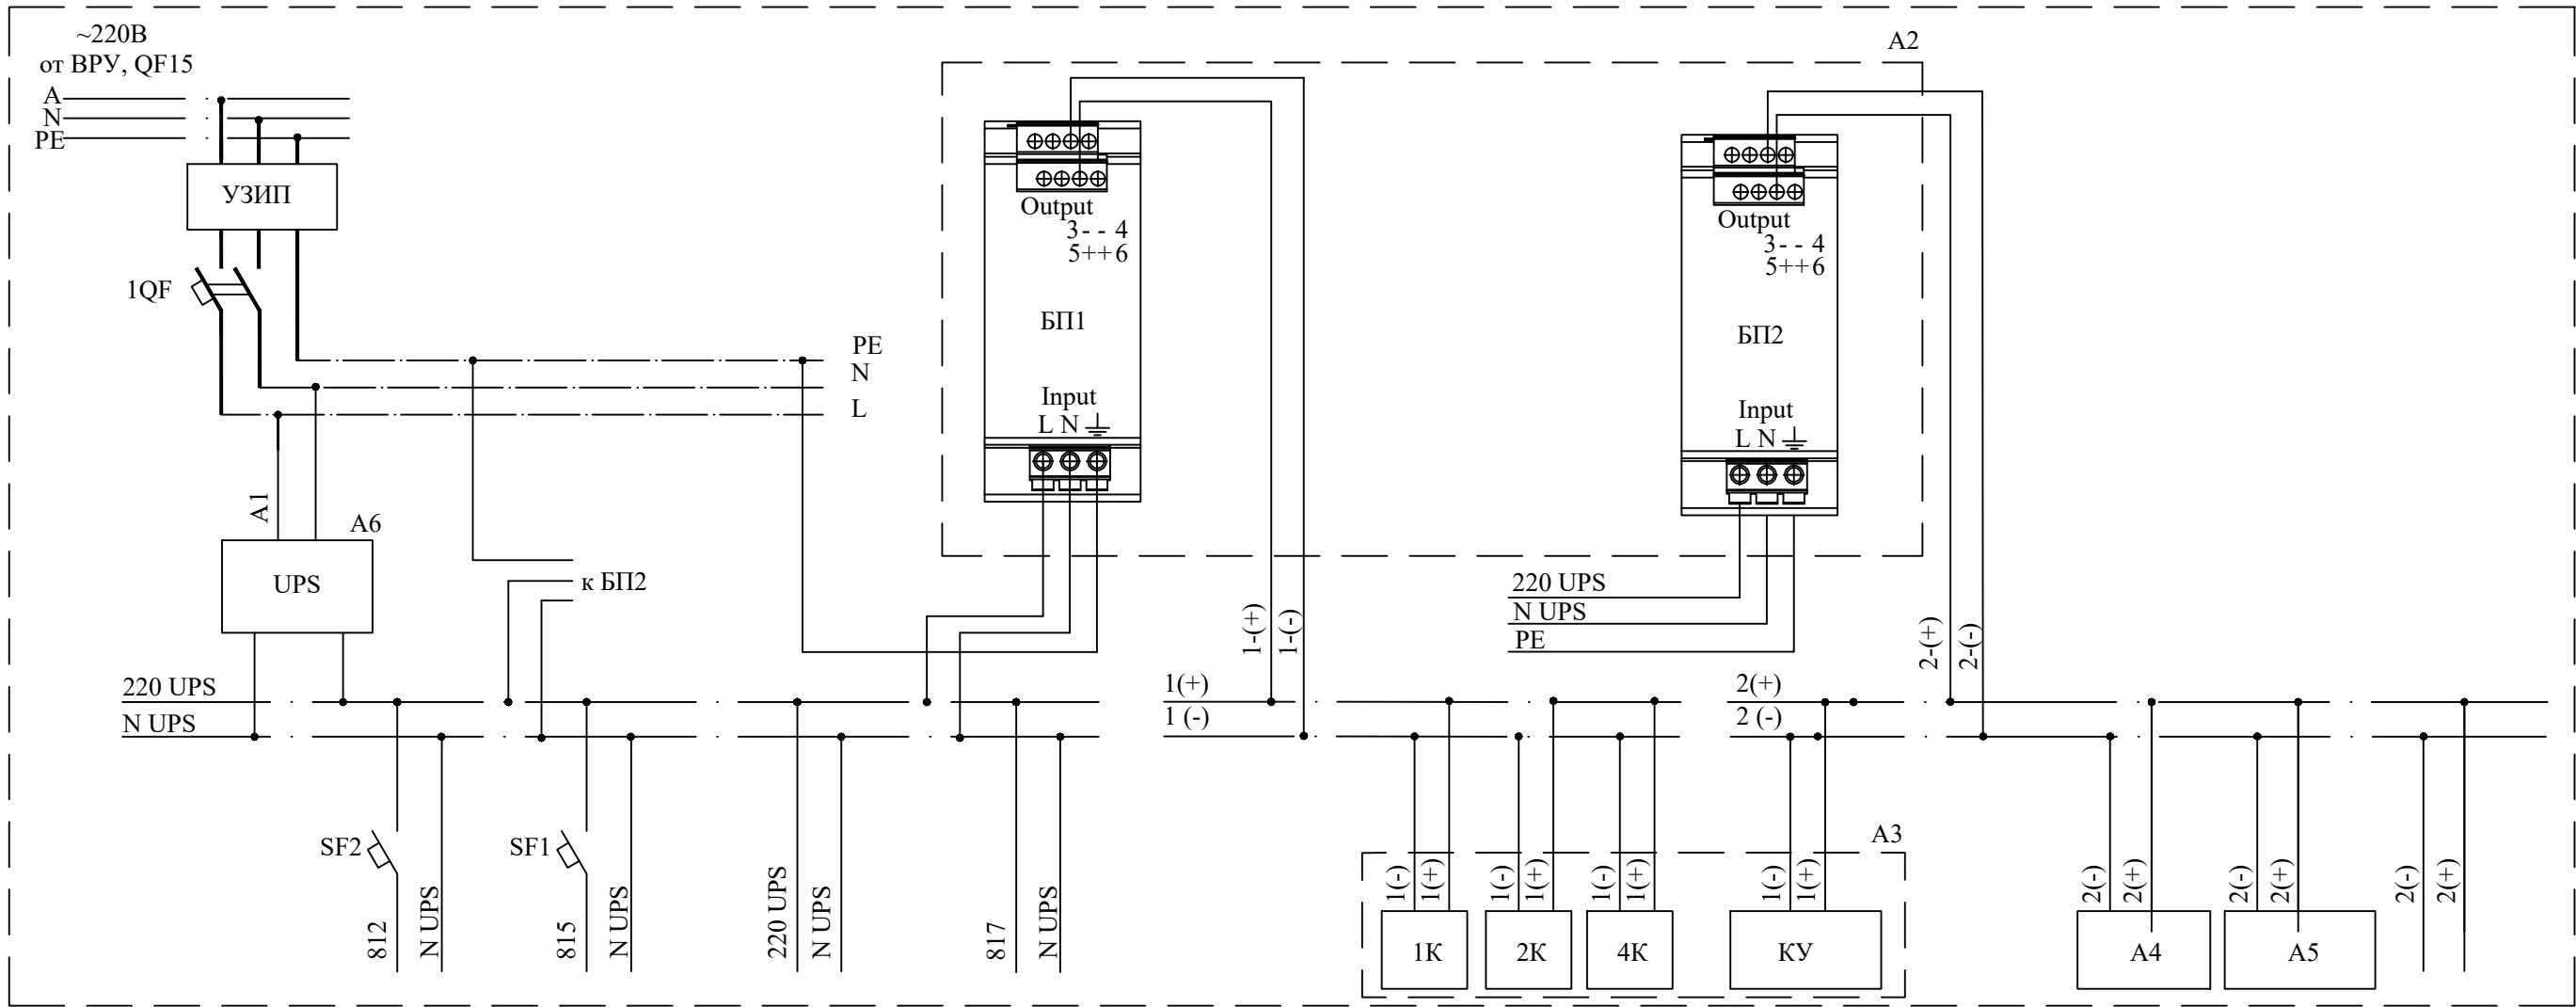 ~220В
от ВРУ, QF15
A
N
PE
УЗИП
1QF
PE
N
L
A1
A6
UPS
к БП2
220 UPS
N UPS
SF2
SF1
812
N UPS
815
N UPS
220 UPS
N UPS
817
N UPS
A2
Output
3- - 4
5++6
БП1
Input
L N
Output
3- - 4
5++6
БП2
Input
L N
220 UPS
N UPS
PE
1-(+)
1-(-)
2-(+)
2-(-)
1(+)
1 (-)
2(+)
2 (-)
A3
1(-)
1(+)
1(-)
1(+)
1(-)
1(+)
1(-)
1(+)
2(-)
2(+)
2(-)
2(+)
2(-)
2(+)
1К
2К
4К
КУ
A4
A5